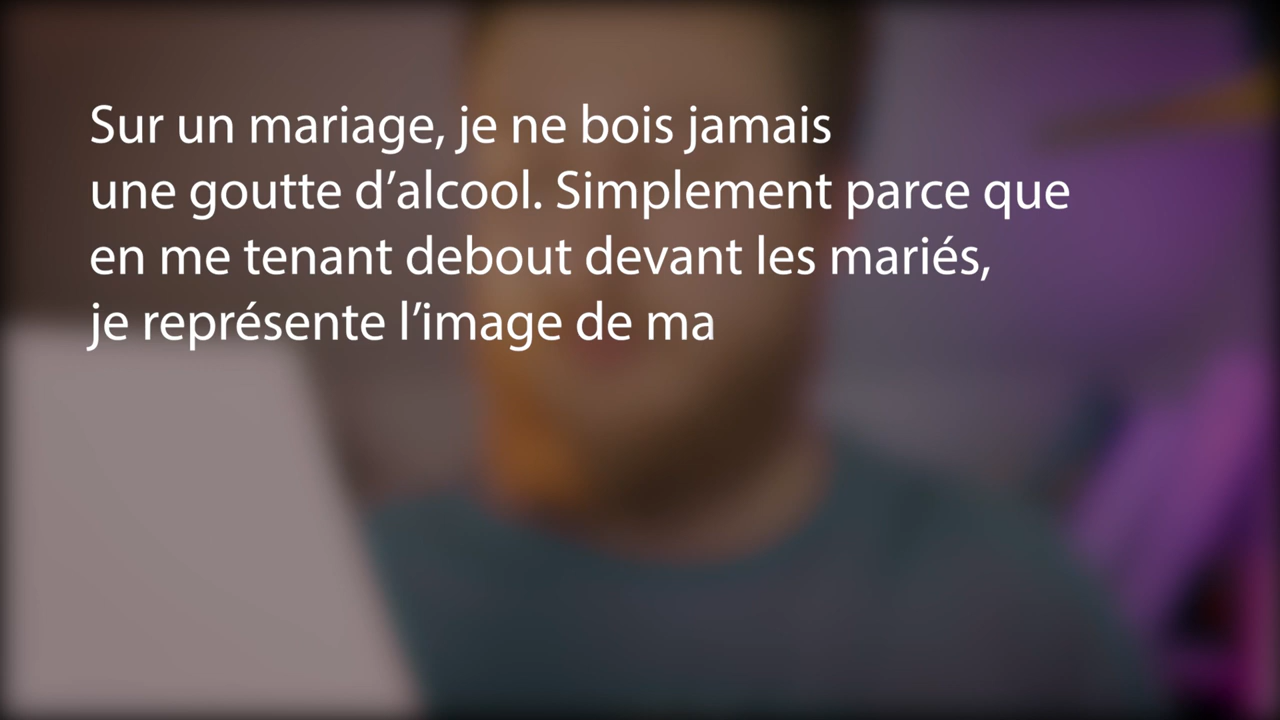 Sur un mariage, je ne bois jamais
une goutte d’alcool. Simplement parce que
en me tenant debout devant les mariés,
je représente l’image de ma